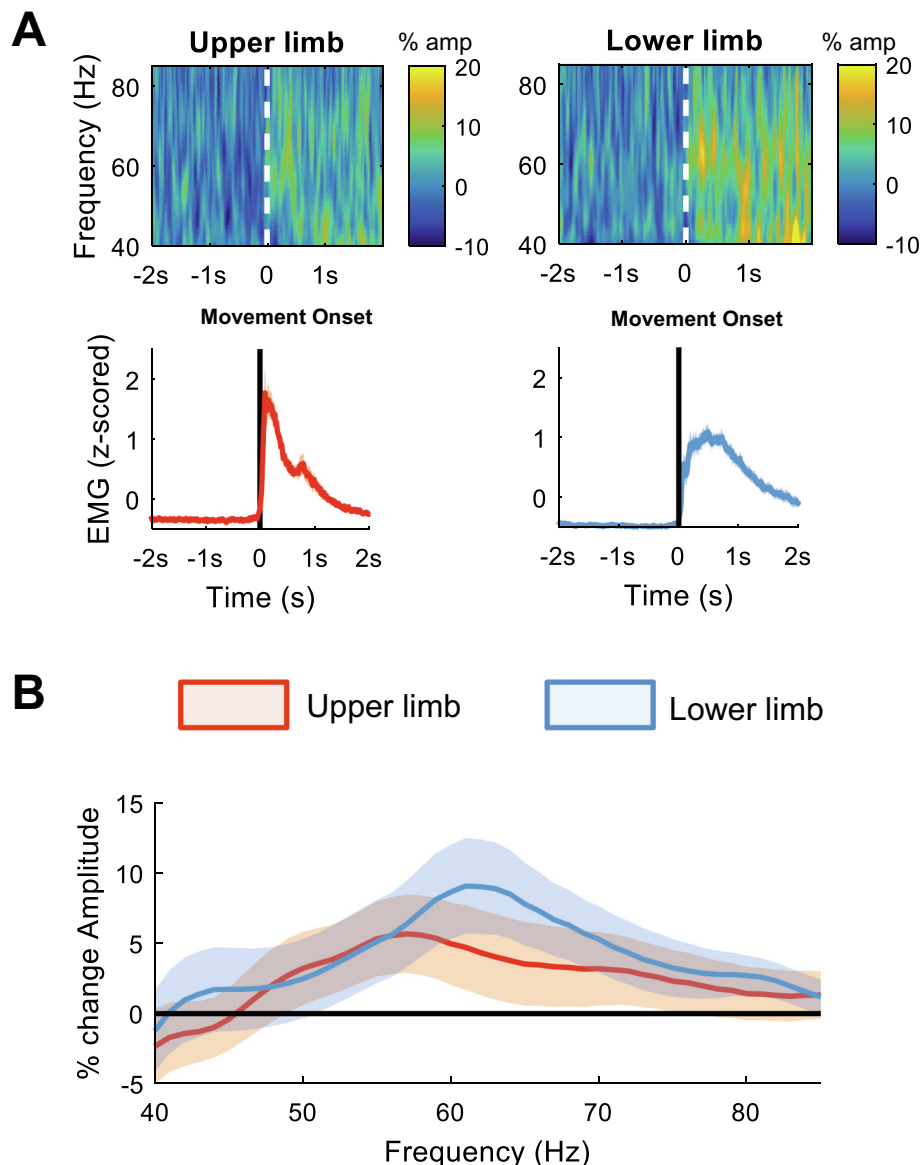 A
Upper limb
% amp
Lower limb
% amp
Frequency (Hz)
80
60
40
-2s -1s 0 1s
20
10
0
-10
80
60
40
-2s -1s 0 1s
20
10
0
-10
Movement Onset
Movement Onset
EMG (z-scored)
2
1
0
-2s -1s 0 1s 2s
Time (s)
2
1
0
-2s -1s 0 1s 2s
Time (s)
B
Upper limb
Lower limb
% change Amplitude
15
10
5
0
-5
40 50 60 70 80
Frequency (Hz)